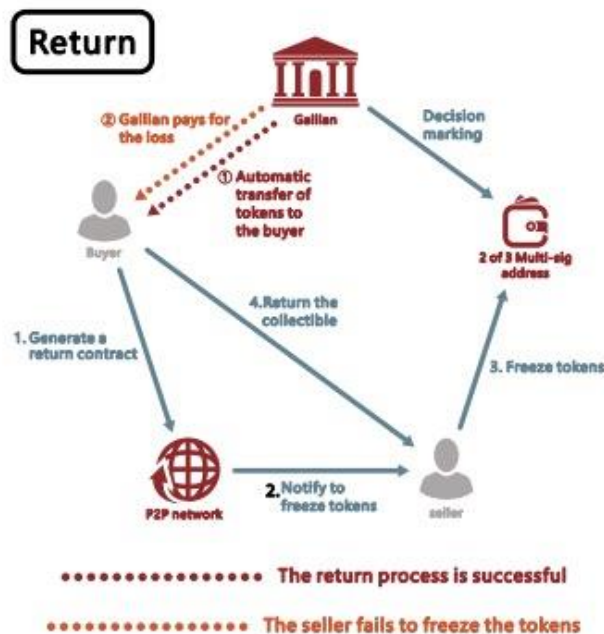 Return
Gallian
② Gallian pays for
the loss
Decision
marking
① Automatic
transfer of
tokens to
the buyer
Buyer
2 of 3 Multi-sig
address
4.Return the
collectible
1. Generate a
return contract
3. Freeze tokens
P2P network
2.Notify to
freeze tokens
seller
The return process is successful
The seller fails to freeze the tokens